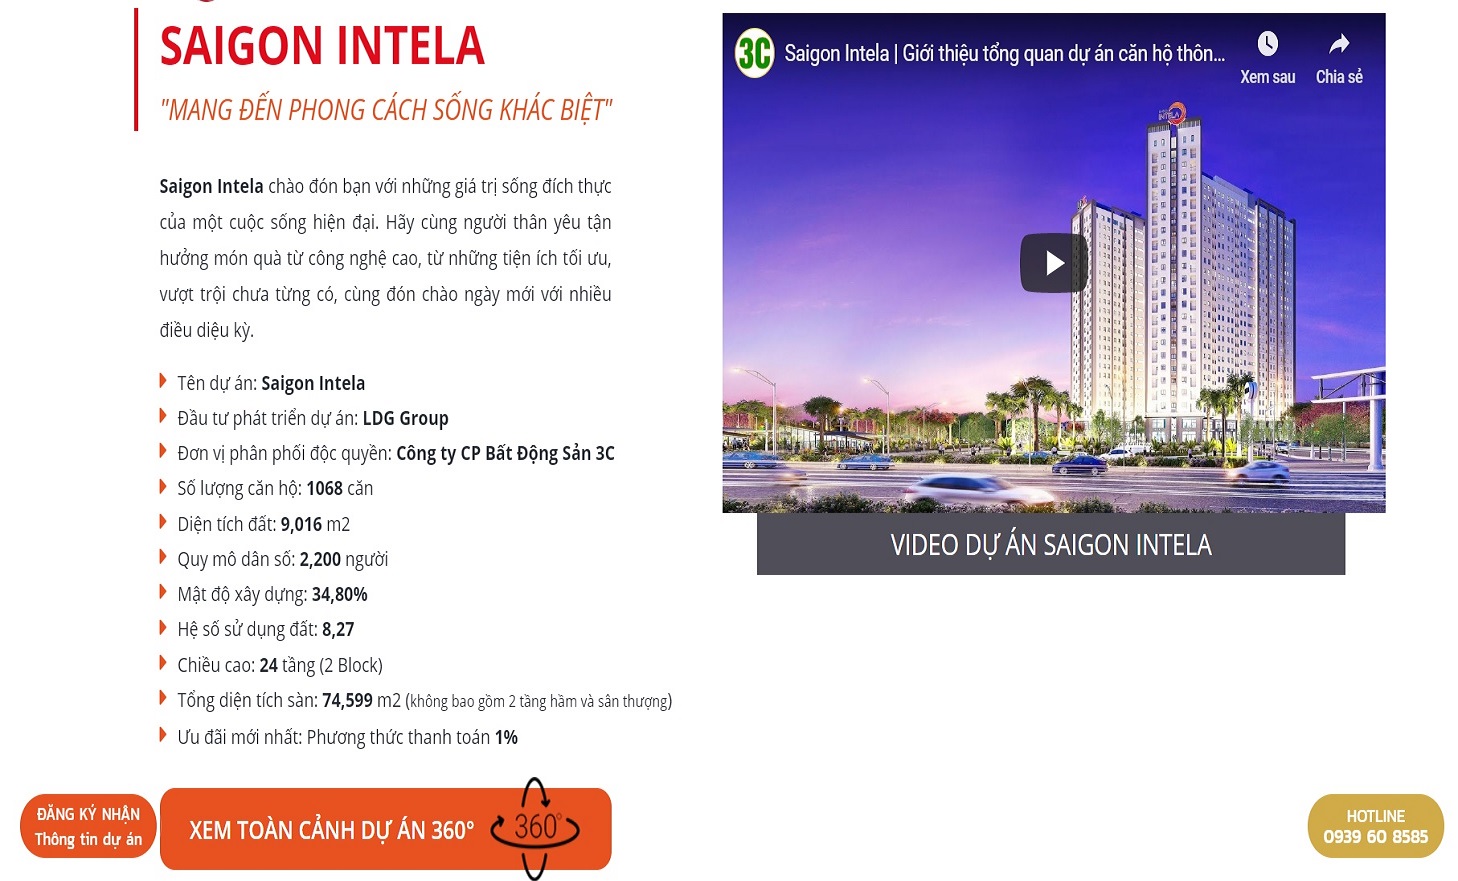 SAIGON INTELA
"MANG ĐẾN PHONG CÁCH SỐNG KHÁC BIỆT"
Saigon Intela chào đón bạn với những giá trị sống đích thực
của một cuộc sống hiện đại. Hãy cùng người thân yêu tận
hưởng món quà từ công nghệ cao, từ những tiện ích tối ưu,
vượt trội chưa từng có, cùng đón chào ngày mới với nhiều
điều diệu kỳ.
Tên dự án: Saigon Intela
Đầu tư phát triển dự án: LDG Group
Đơn vị phân phối độc quyền: Công ty CP Bất Động Sản 3C
Số lượng căn hộ: 1068 căn
Diện tích đất: 9,016 m2
Quy mô dân số: 2,200 người
Mật độ xây dựng: 34,80%
Hệ số sử dụng đất: 8,27
Chiều cao: 24 tầng (2 Block)
Tổng diện tích sàn: 74,599 m2 (không bao gồm 2 tầng hầm và sân thượng)
Ưu đãi mới nhất: Phương thức thanh toán 1%
ĐĂNG KÝ NHẬN
Thông tin dự án
XEM TOÀN CẢNH DỰ ÁN 360°
360°
3C
Saigon Intela | Giới thiệu tổng quan dự án căn hộ thôn...
Xem sau
Chia sẻ
INTELA
VIDEO DỰ ÁN SAIGON INTELA
HOTLINE
0939 60 8585